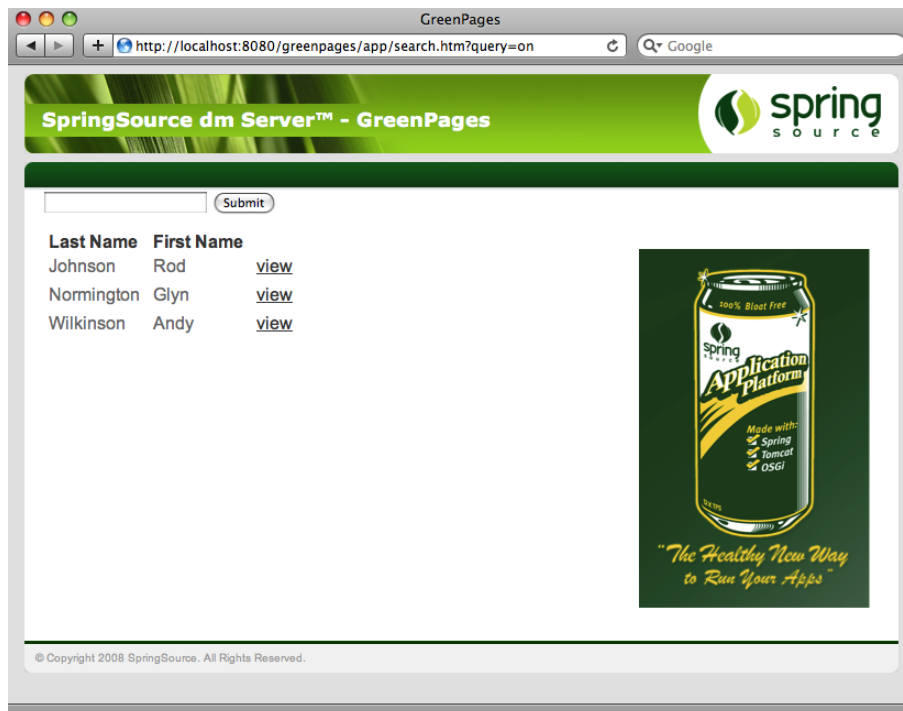 GreenPages
http://localhost:8080/greenpages/app/search.htm?query=on
Google
SpringSource dm Server™ - GreenPages
spring
source
Submit
Last Name First Name
Johnson Rod view
Normington Glyn view
Wilkinson Andy view
100% Bloat Free
spring
source
Application
Platform
Made with:
Spring
Tomcat
OSGi
12X TPS
"The Healthy New Way
to Run Your Apps"
© Copyright 2008 SpringSource. All Rights Reserved.